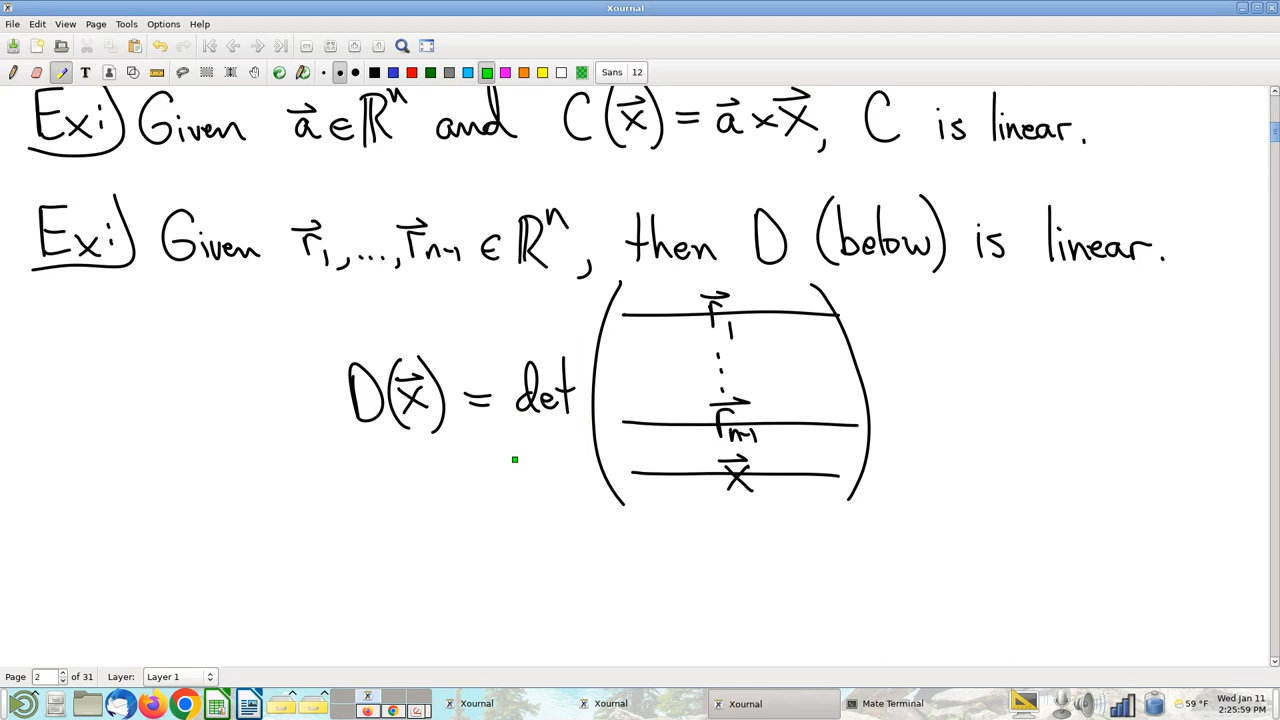 Xournal
File Edit View Page Tools Options Help
Sans 12
Ex:) Given a⃗ ∈ ℝⁿ and C(x⃗) = a⃗ × x⃗, C is linear.
Ex:) Given r⃗₁,...,r⃗ₙ₋₁ ∈ ℝⁿ, then D (below) is linear.
r⃗₁
⋮
D(x⃗) = det
r⃗ₙ₋₁
x⃗
Page 2 of 31 Layer: Layer 1
Xournal Xournal Xournal Mate Terminal 59 °F Wed Jan 11
2:25:59 PM